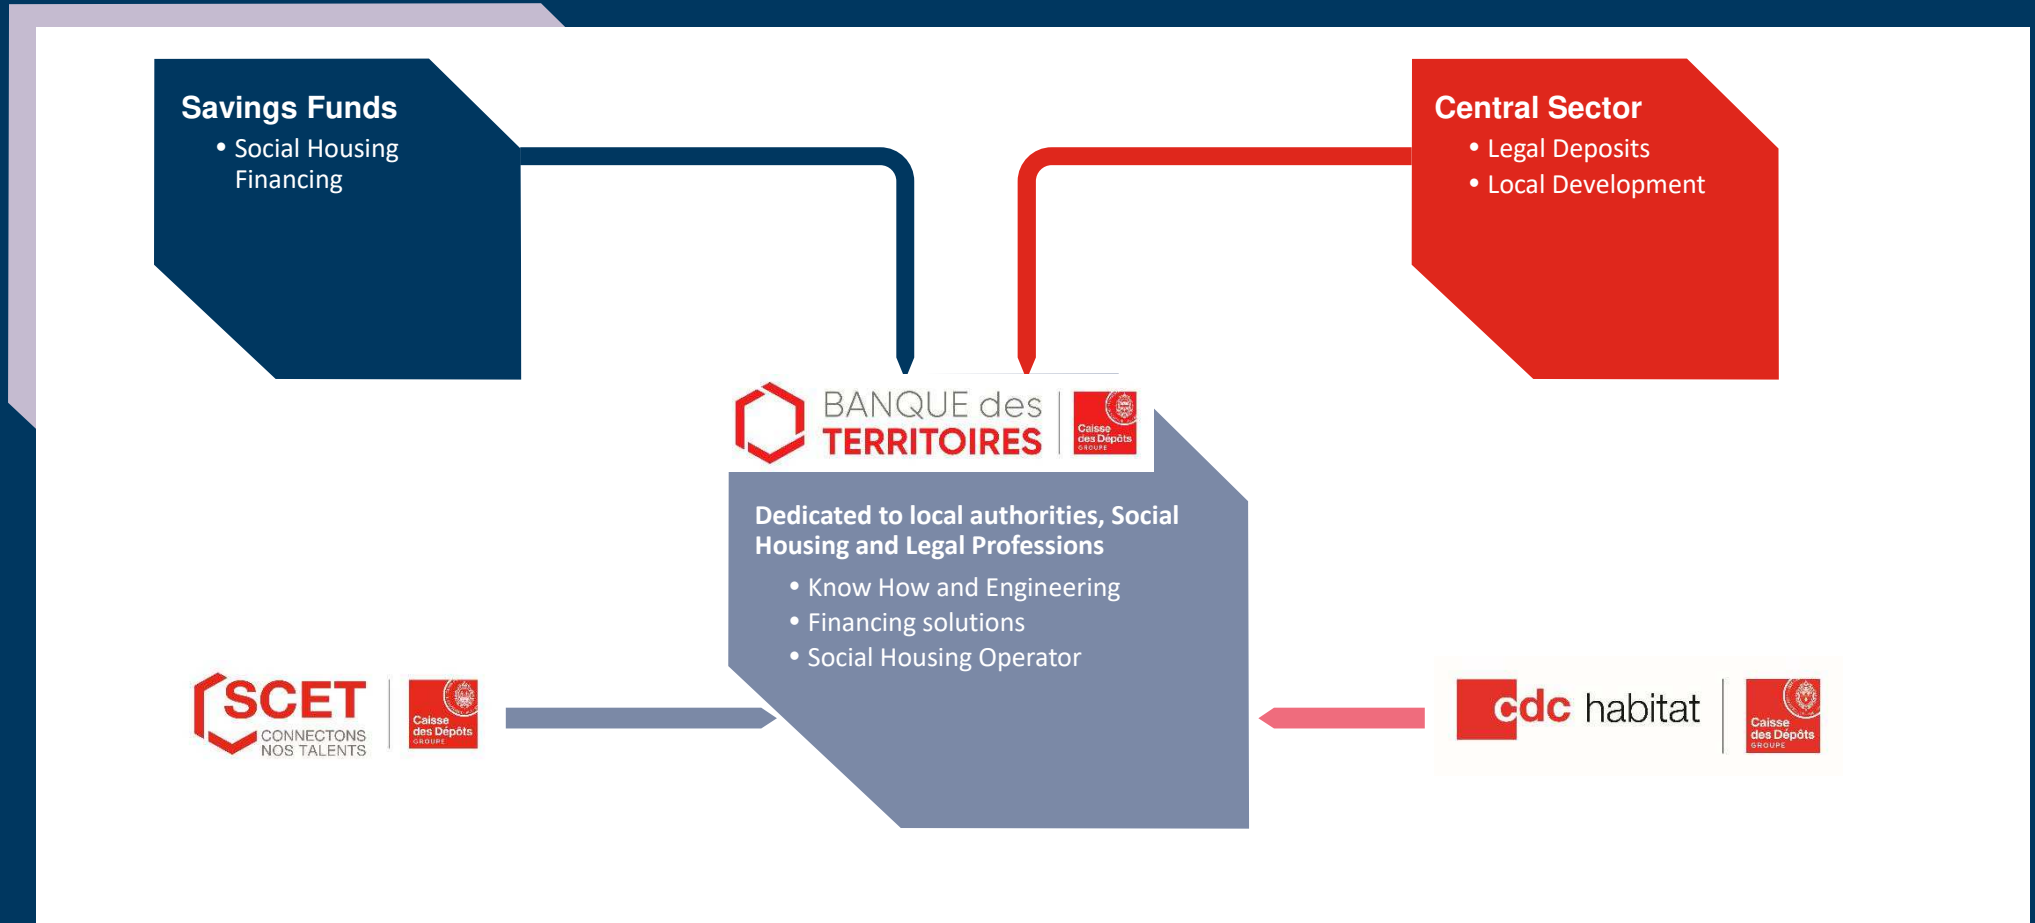 Savings Funds
• Social Housing
Financing
Central Sector
• Legal Deposits
• Local Development
BANQUE des
TERRITOIRES
Caisse
des Dépôts
GROUPE
Dedicated to local authorities, Social
Housing and Legal Professions
• Know How and Engineering
• Financing solutions
• Social Housing Operator
SCET
CONNECTONS
NOS TALENTS
Caisse
des Dépôts
GROUPE
cdc habitat
Caisse
des Dépôts
GROUPE